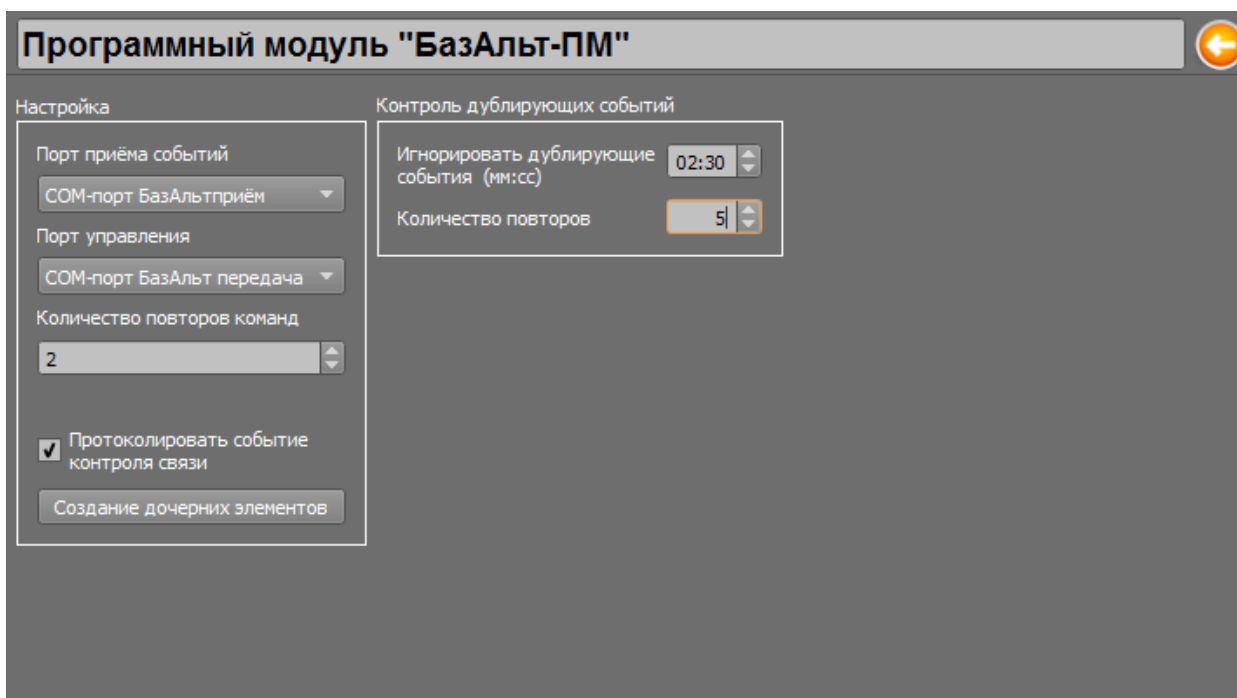 Программный модуль "БазАльт-ПМ"
Настройка
Порт приёма событий
COM-порт БазАльтприём
Порт управления
COM-порт БазАльт передача
Количество повторов команд
2
Протоколировать событие
контроля связи
Создание дочерних элементов
Контроль дублирующих событий
Игнорировать дублирующие
события (мм:сс)
02:30
Количество повторов
5